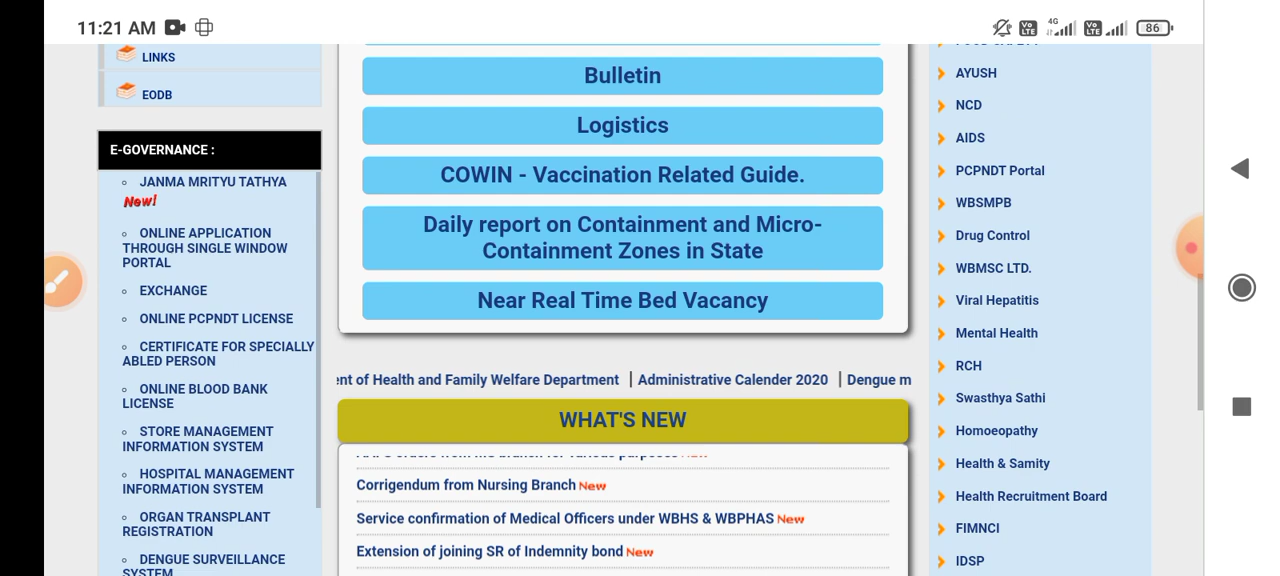 11:21 AM
4G
Vo LTE
Vo LTE
86
LINKS
EODB
E-GOVERNANCE :
JANMA MRITYU TATHYA
New!
ONLINE APPLICATION
THROUGH SINGLE WINDOW
PORTAL
EXCHANGE
ONLINE PCPNDT LICENSE
CERTIFICATE FOR SPECIALLY
ABLED PERSON
ONLINE BLOOD BANK
LICENSE
STORE MANAGEMENT
INFORMATION SYSTEM
HOSPITAL MANAGEMENT
INFORMATION SYSTEM
ORGAN TRANSPLANT
REGISTRATION
DENGUE SURVEILLANCE
SYSTEM
Bulletin
Logistics
COWIN - Vaccination Related Guide.
Daily report on Containment and Micro-
Containment Zones in State
Near Real Time Bed Vacancy
ent of Health and Family Welfare Department | Administrative Calender 2020 | Dengue m
WHAT'S NEW
Corrigendum from Nursing Branch New
Service confirmation of Medical Officers under WBHS & WBPHAS New
Extension of joining SR of Indemnity bond New
AYUSH
NCD
AIDS
PCPNDT Portal
WBSMPB
Drug Control
WBMSC LTD.
Viral Hepatitis
Mental Health
RCH
Swasthya Sathi
Homoeopathy
Health & Samity
Health Recruitment Board
FIMNCI
IDSP